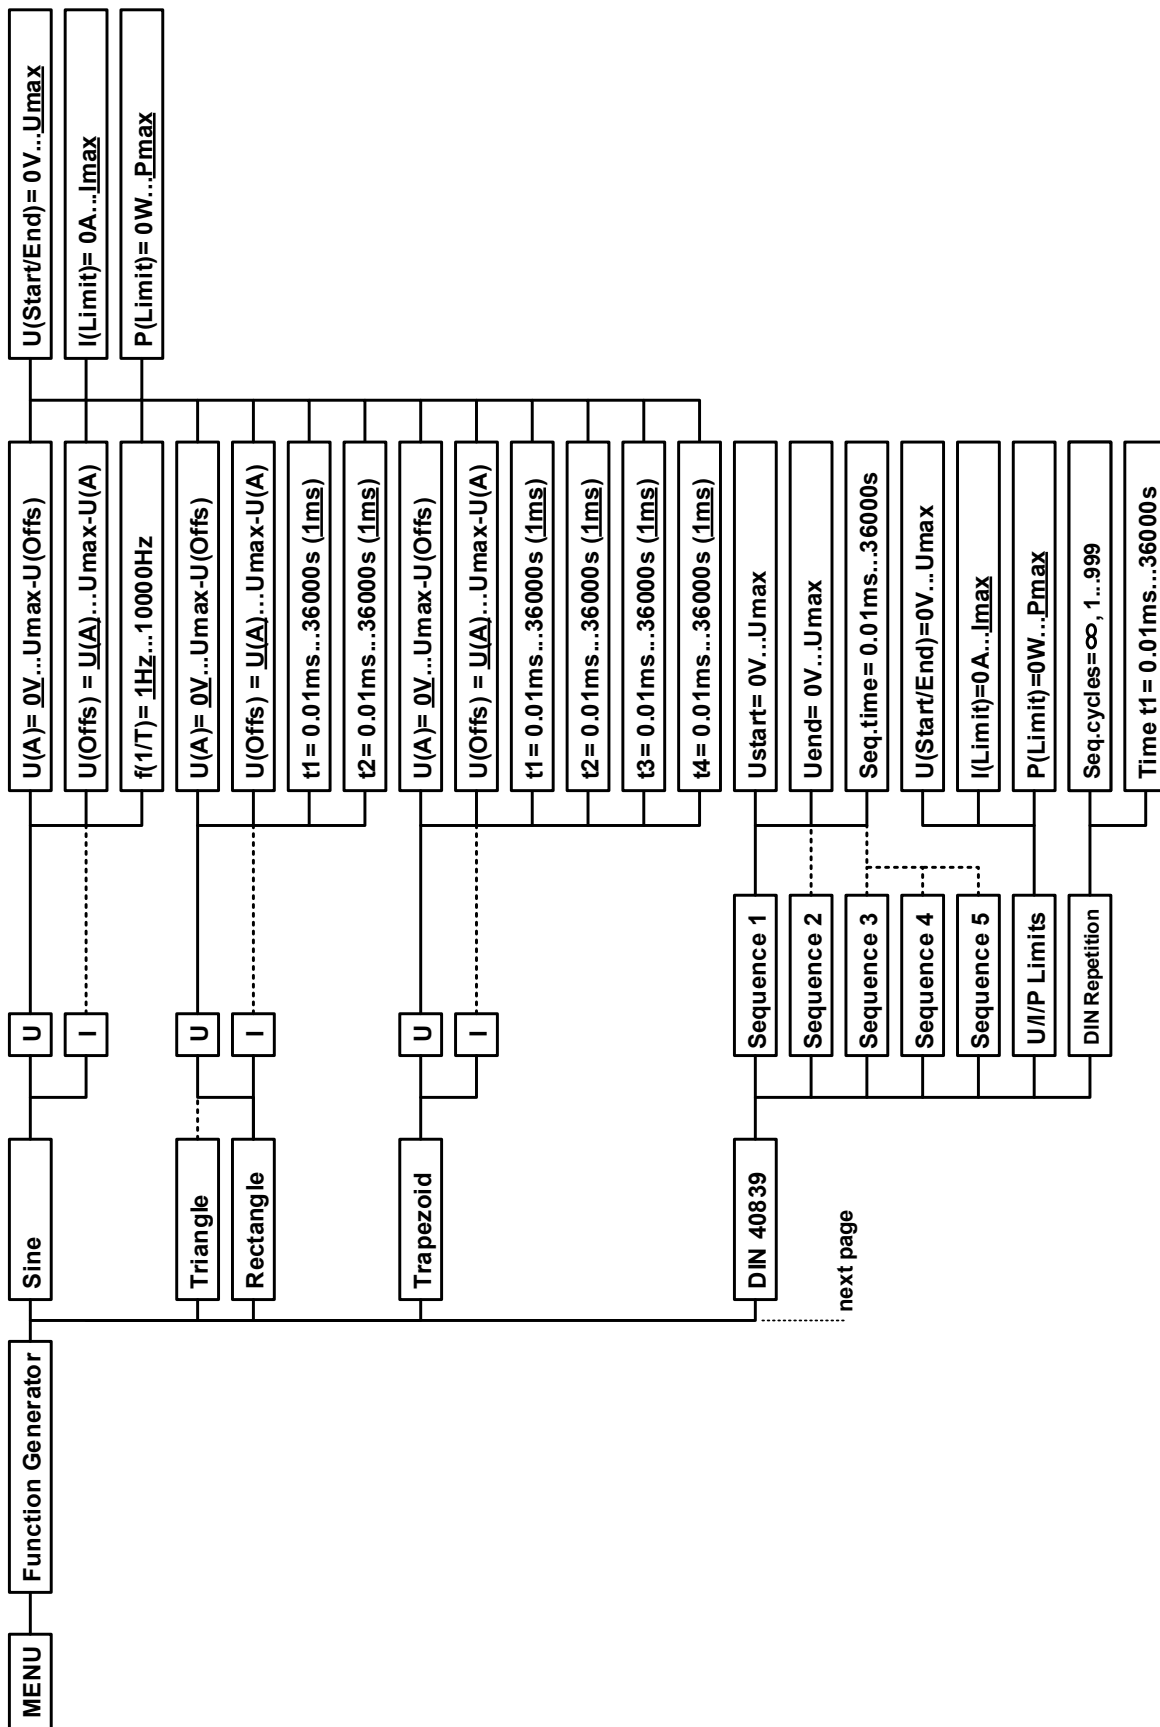 MENU
Function Generator
Sine
U
I
U(A)= 0V...Umax-U(Offs)
U(Offs) = U(A)...Umax-U(A)
f(1/T)= 1Hz...10000Hz
U(Start/End)= 0V...Umax
I(Limit)= 0A...Imax
P(Limit)= 0W...Pmax
Triangle
Rectangle
U
I
U(A)= 0V...Umax-U(Offs)
U(Offs) = U(A)...Umax-U(A)
t1= 0.01ms...36000s (1ms)
t2= 0.01ms...36000s (1ms)
Trapezoid
U
I
U(A)= 0V...Umax-U(Offs)
U(Offs) = U(A)...Umax-U(A)
t1= 0.01ms...36000s (1ms)
t2= 0.01ms...36000s (1ms)
t3= 0.01ms...36000s (1ms)
t4= 0.01ms...36000s (1ms)
DIN 40839
Sequence 1
Sequence 2
Sequence 3
Sequence 4
Sequence 5
U/I/P Limits
DIN Repetition
Ustart= 0V...Umax
Uend= 0V...Umax
Seq.time= 0.01ms...36000s
U(Start/End)=0V...Umax
I(Limit)=0A...Imax
P(Limit)=0W...Pmax
Seq.cycles=∞, 1...999
Time t1= 0.01ms...36000s
next page